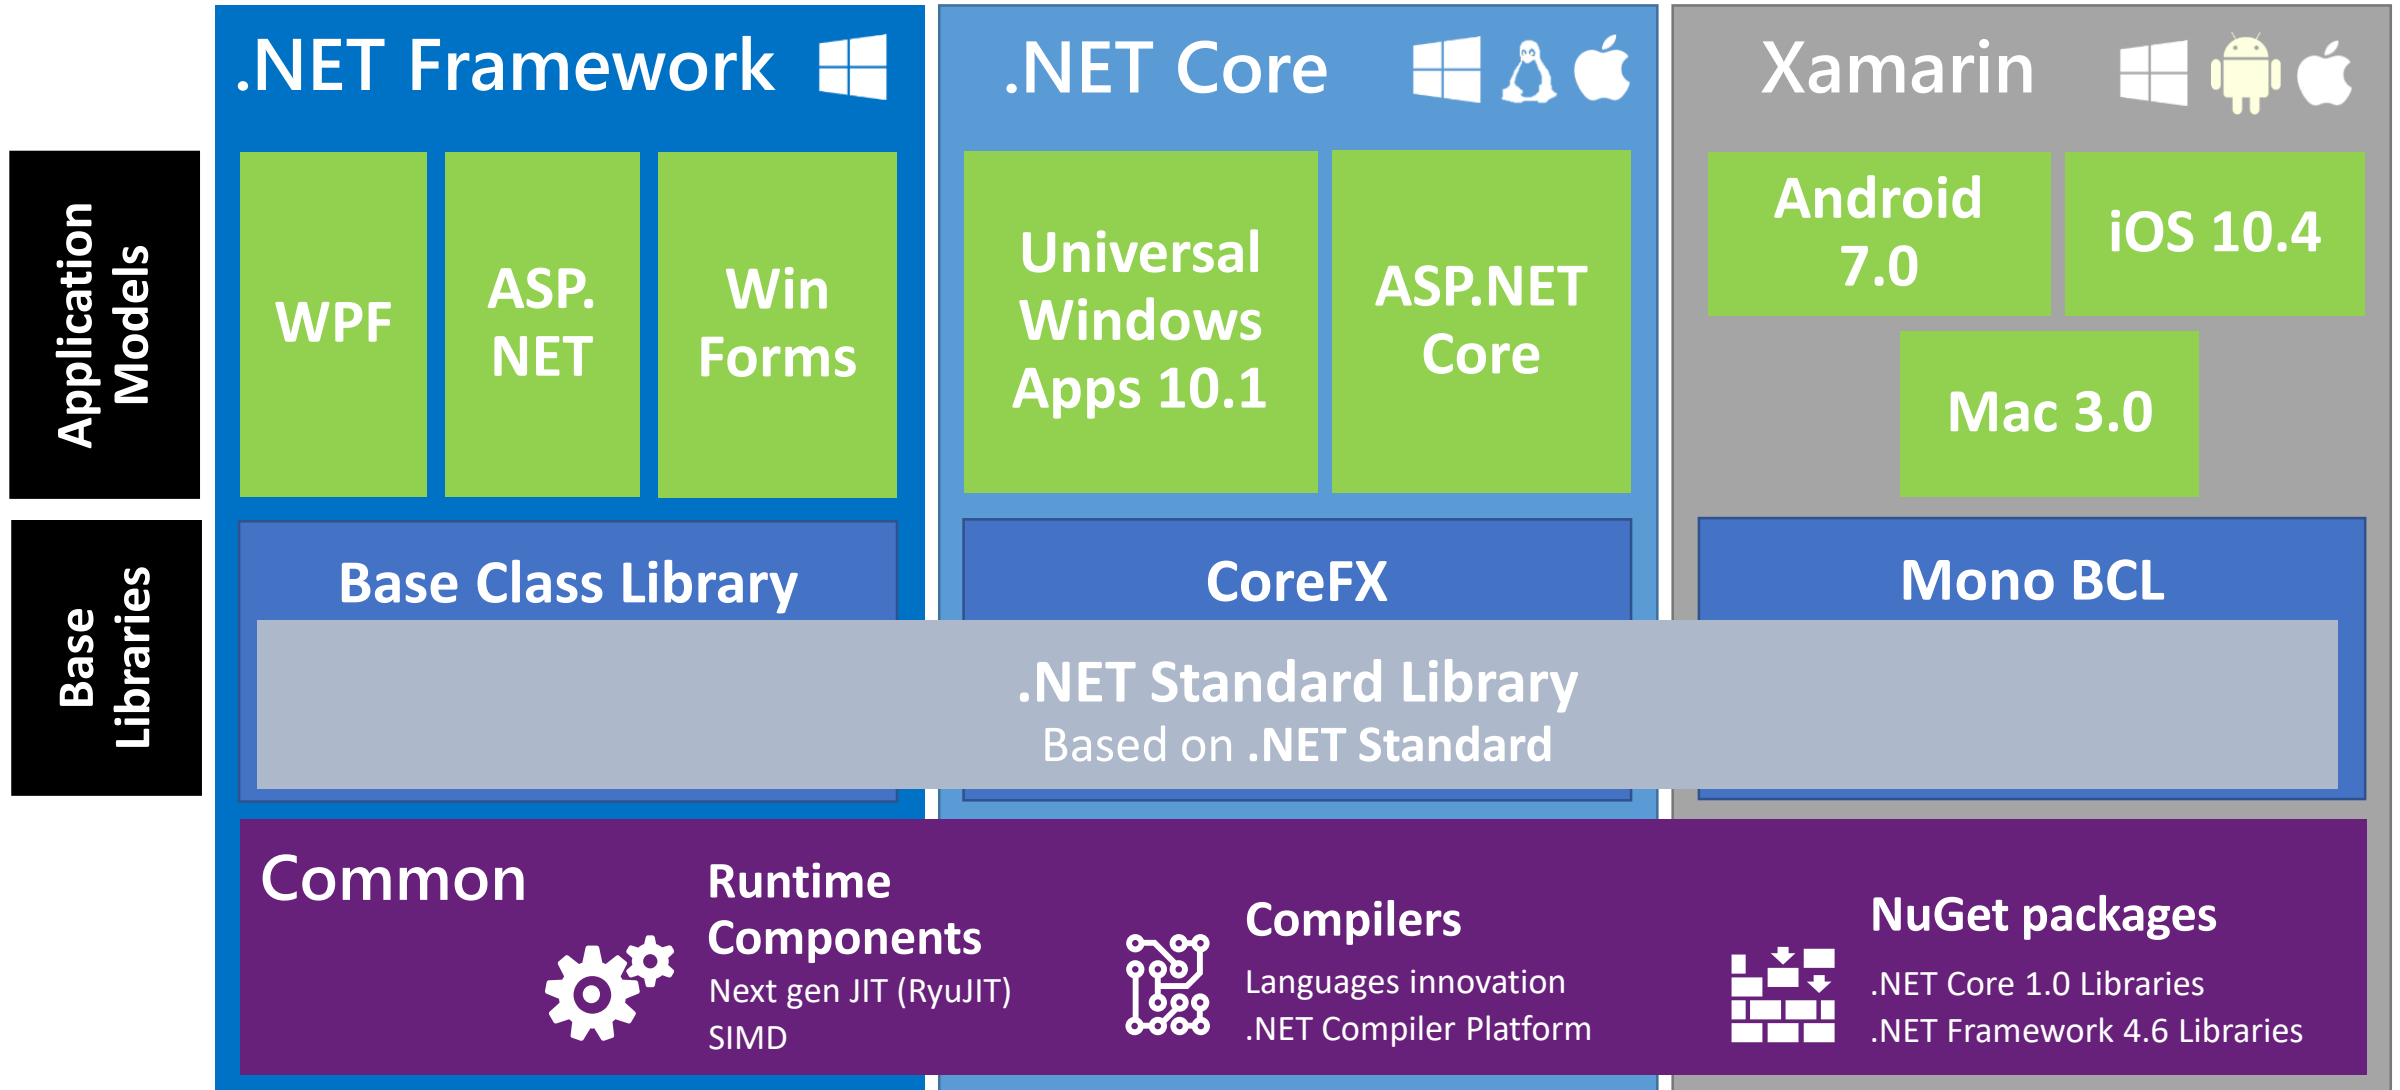 .NET Framework
.NET Core
Xamarin
Application
Models
WPF
ASP.
NET
Win
Forms
Universal
Windows
Apps 10.1
ASP.NET
Core
Android
7.0
iOS 10.4
Mac 3.0
Base
Libraries
Base Class Library
CoreFX
Mono BCL
.NET Standard Library
Based on .NET Standard
Common
Runtime
Components
Next gen JIT (RyuJIT)
SIMD
Compilers
Languages innovation
.NET Compiler Platform
NuGet packages
.NET Core 1.0 Libraries
.NET Framework 4.6 Libraries